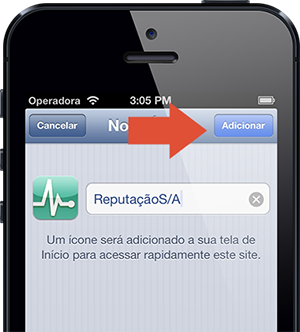 Operadora 3:05 PM
Cancelar No Adicionar
ReputaçãoS/A
Um ícone será adicionado a sua tela de
Início para acessar rapidamente este site.